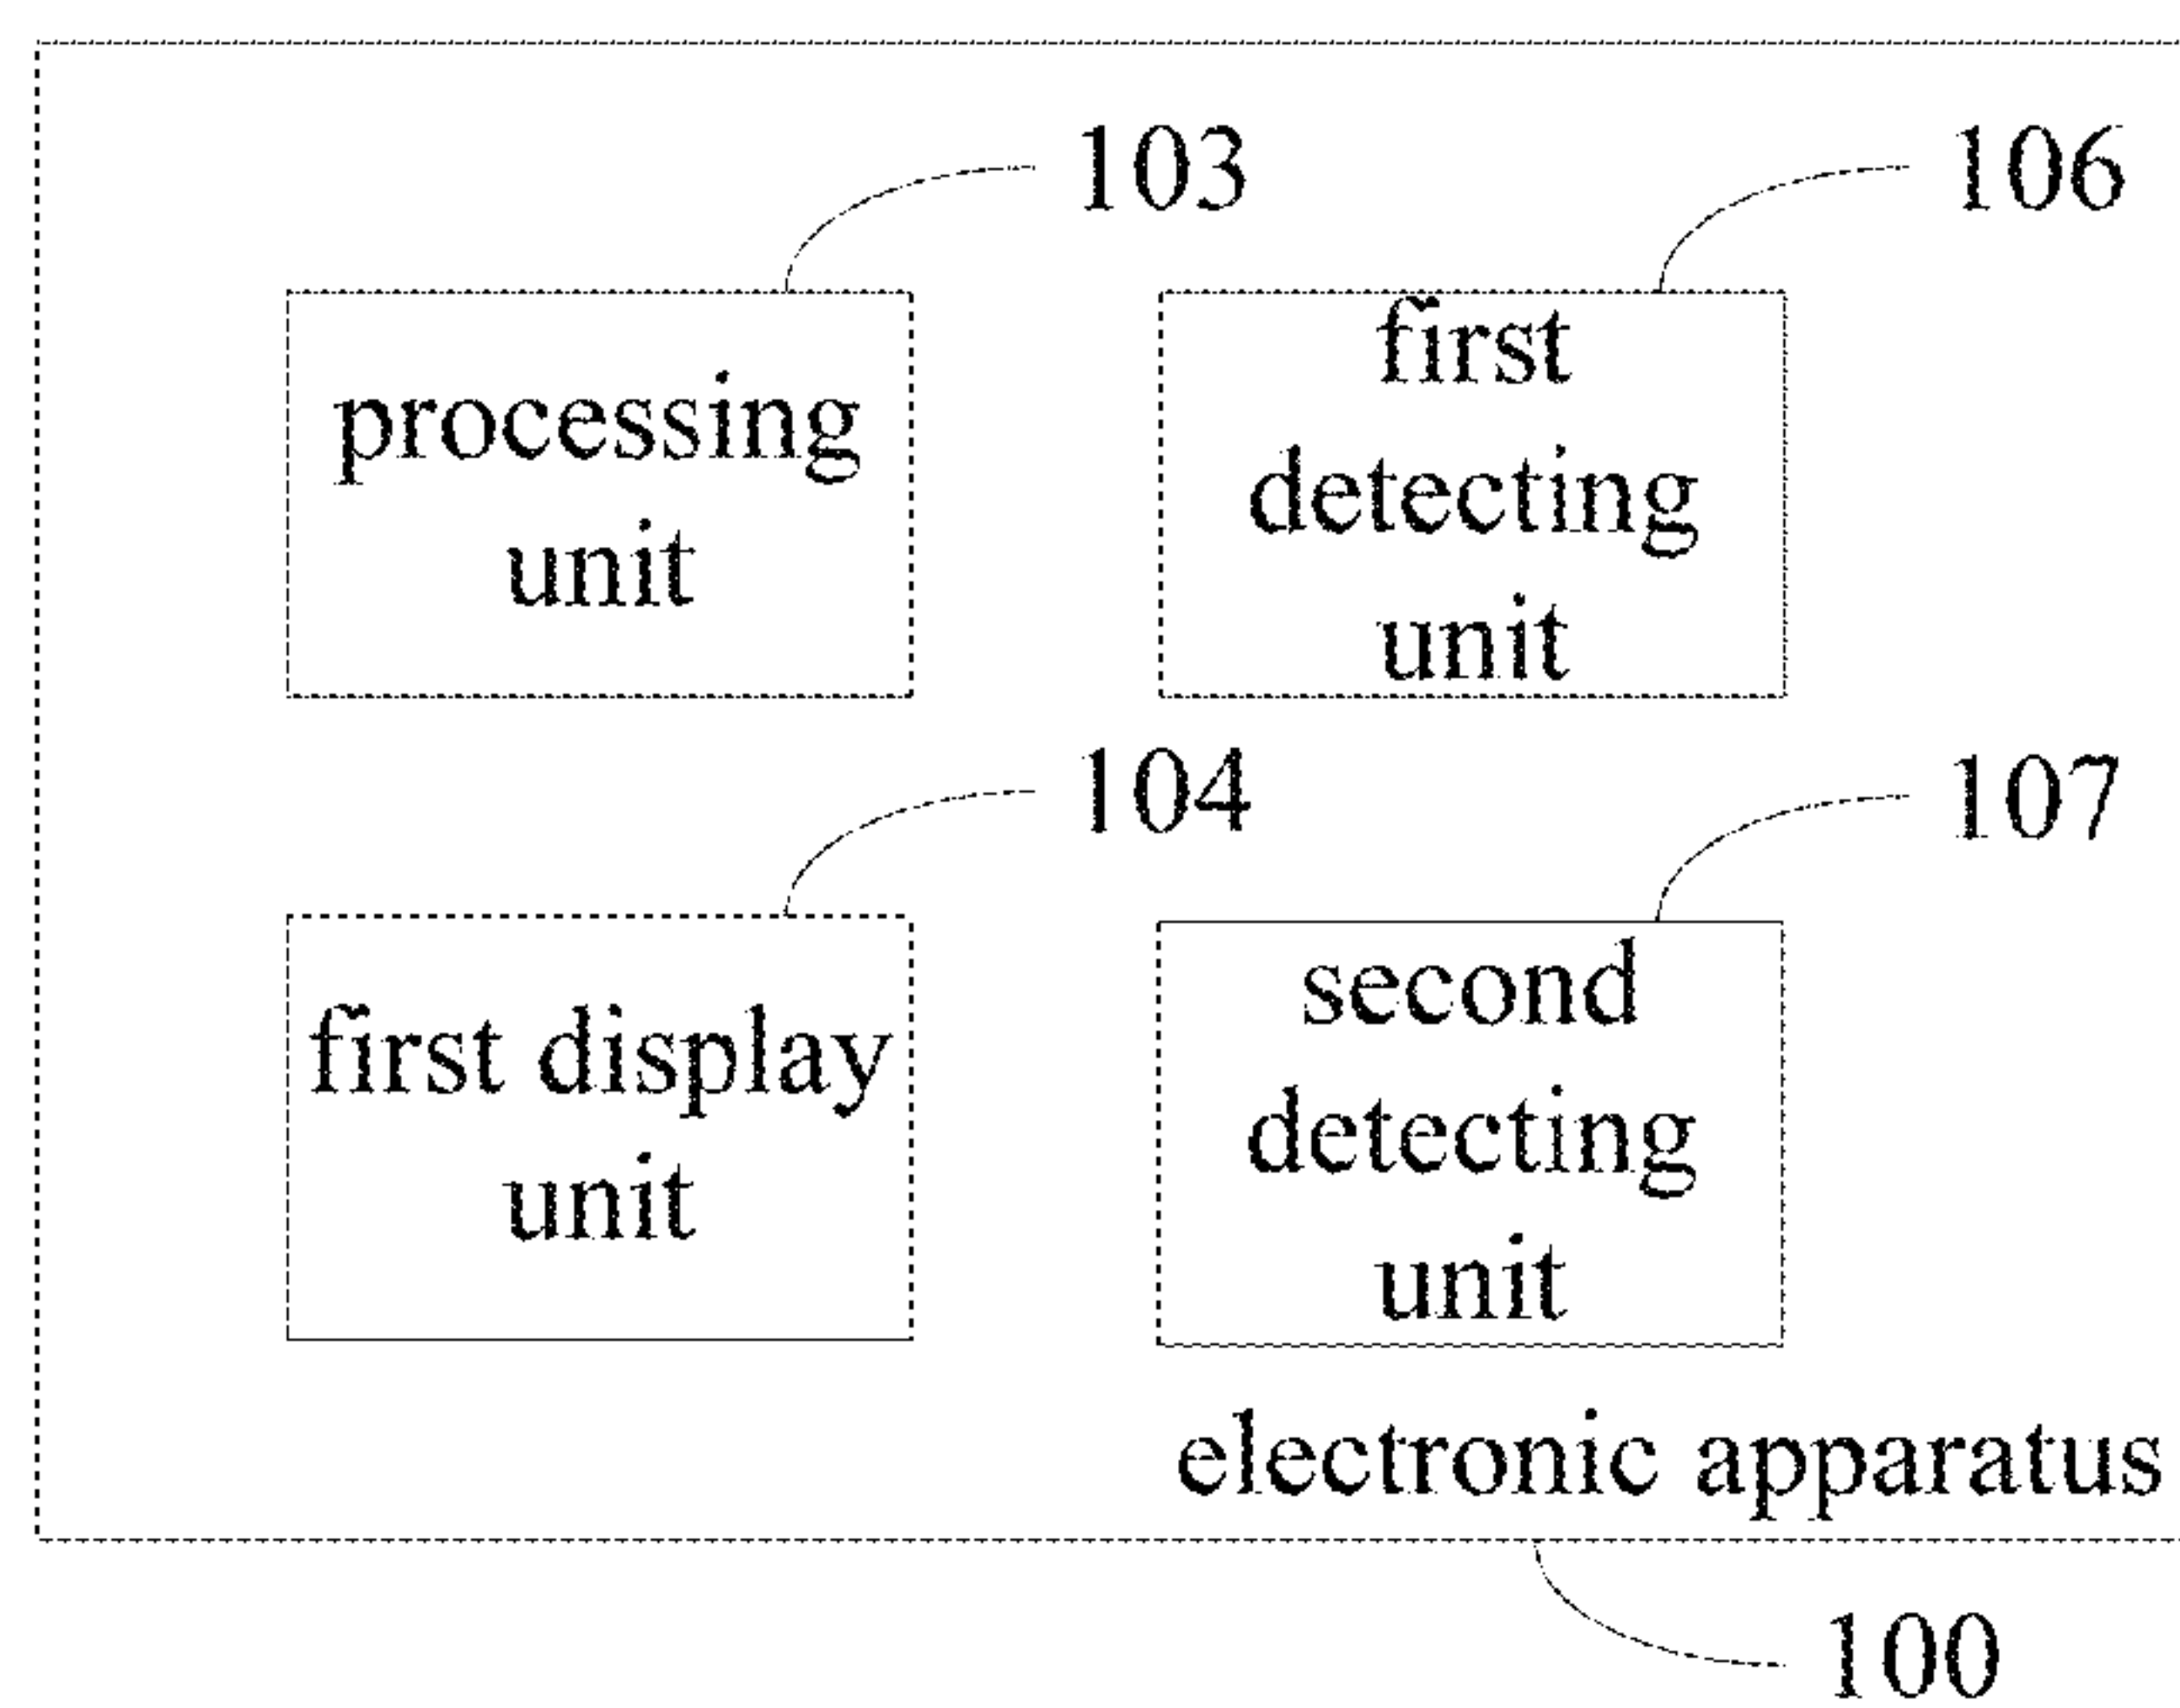 103
106
processing
unit
first
detecting
unit
104
107
first display
unit
second
detecting
unit
electronic apparatus
100